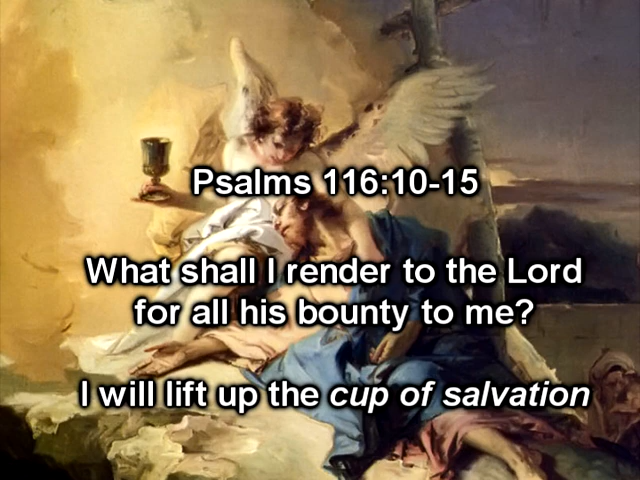 Psalms 116:10-15
What shall I render to the Lord
for all his bounty to me?
I will lift up the cup of salvation